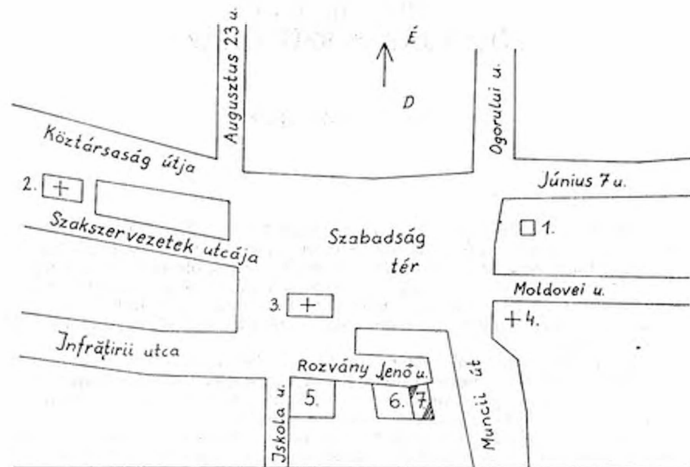 Augusztus 23 u.
É
D
Ogorului u.
Köztársaság útja
Június 7 u.
2.
1.
Szakszervezetek utcája
Szabadság
tér
Moldovei u.
3.
4.
Înfrăţirii utca
Rozvány Jenő u.
Iskola u.
5.
6.
7
Muncii út